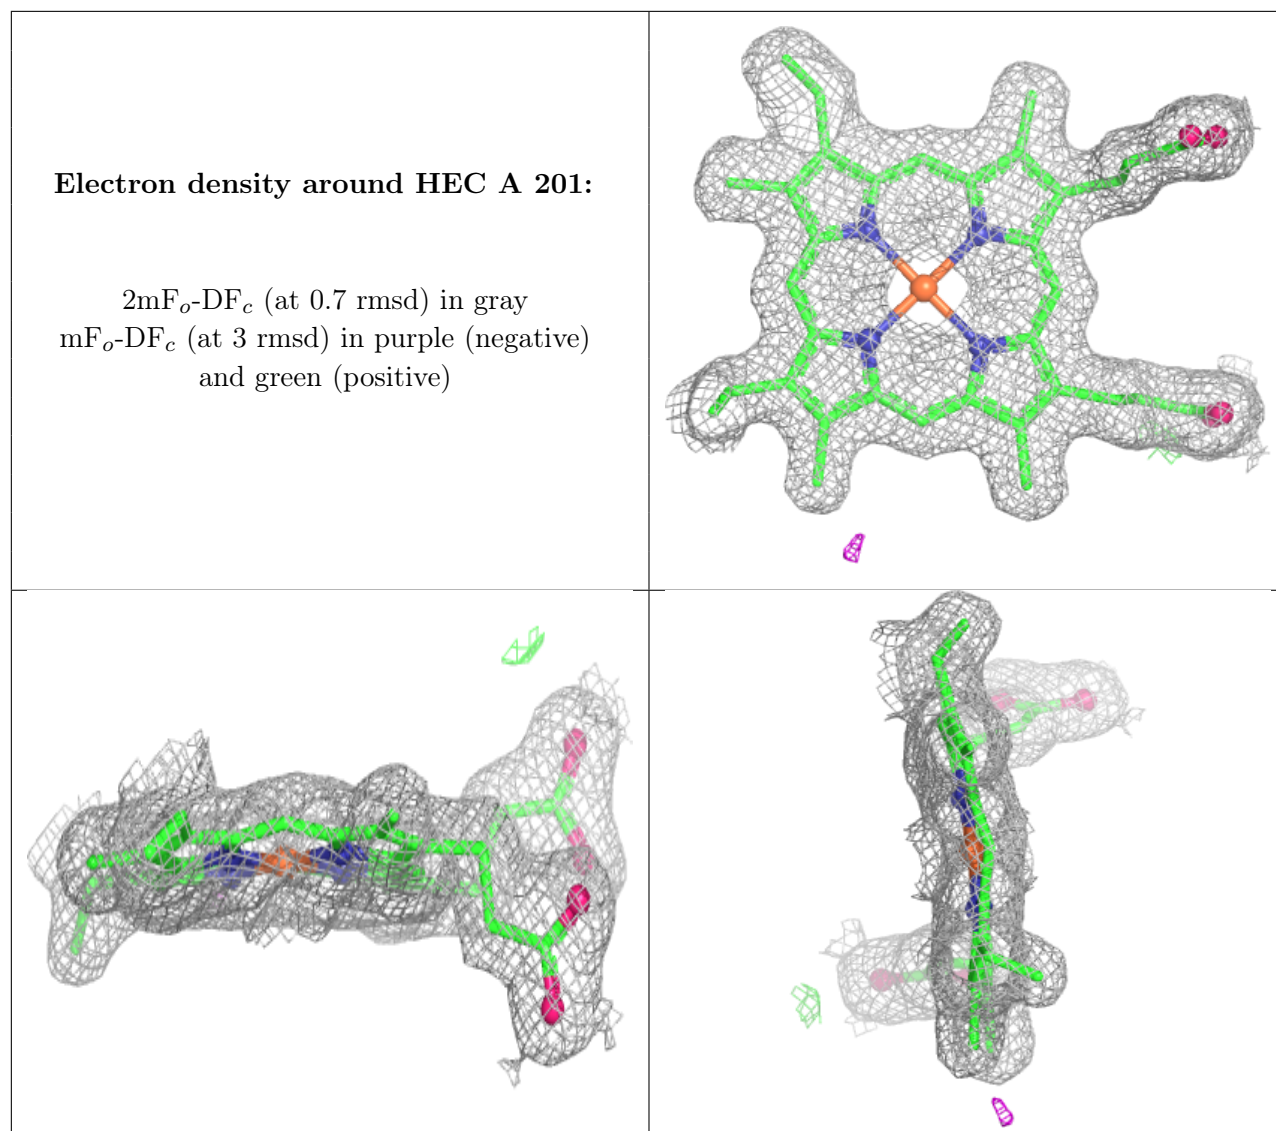 Electron density around HEC A 201:
2mFo-DFc (at 0.7 rmsd) in gray
mFo-DFc (at 3 rmsd) in purple (negative)
and green (positive)